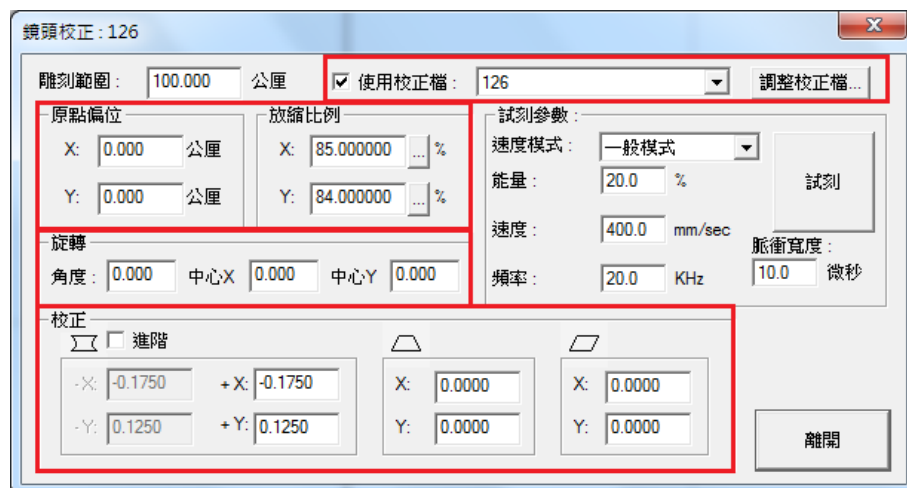 鏡頭校正 : 126
x
雕刻範圍 : 100.000 公厘 使用校正檔 : 126 調整校正檔...
原點偏位 放縮比例 試刻參數 :
X: 0.000 公厘 X: 85.000000 ... % 速度模式 : 一般模式
能量 : 20.0 % 試刻
Y: 0.000 公厘 Y: 84.000000 ... %
速度 : 400.0 mm/sec
旋轉 脈衝寬度 :
角度 : 0.000 中心X 0.000 中心Y 0.000 頻率 : 20.0 KHz 10.0 微秒
校正
進階
-X: -0.1750 +X: -0.1750 X: 0.0000 X: 0.0000
-Y: 0.1250 +Y: 0.1250 Y: 0.0000 Y: 0.0000
離開